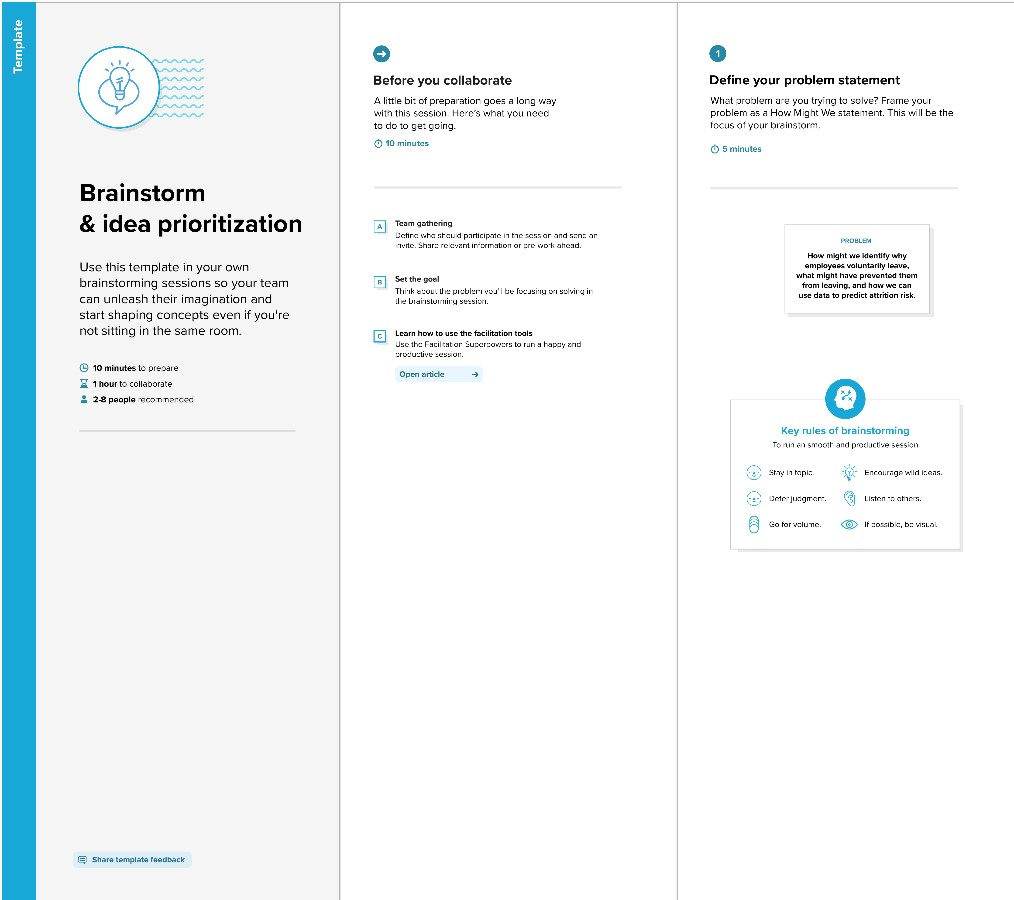 Template
Brainstorm
& idea prioritization
Use this template in your own
brainstorming sessions so your team
can unleash their imagination and
start shaping concepts even if you're
not sitting in the same room.
10 minutes to prepare
1 hour to collaborate
2-8 people recommended
Share template feedback
Before you collaborate
A little bit of preparation goes a long way
with this session. Here's what you need
to do to get going.
10 minutes
A
Team gathering
Define who should participate in the session and send an
invite. Share relevant information or pre-work ahead.
B
Set the goal
Think about the problem you'll be focusing on solving in
the brainstorming session.
C
Learn how to use the facilitation tools
Use the Facilitation Superpowers to run a happy and
productive session.
Open article
1
Define your problem statement
What problem are you trying to solve? Frame your
problem as a How Might We statement. This will be the
focus of your brainstorm.
5 minutes
PROBLEM
How might we identify why
employees voluntarily leave,
what might have prevented them
from leaving, and how we can
use data to predict attrition risk.
Key rules of brainstorming
To run an smooth and productive session
Stay in topic.
Encourage wild ideas.
Defer judgment.
Listen to others.
Go for volume.
If possible, be visual.